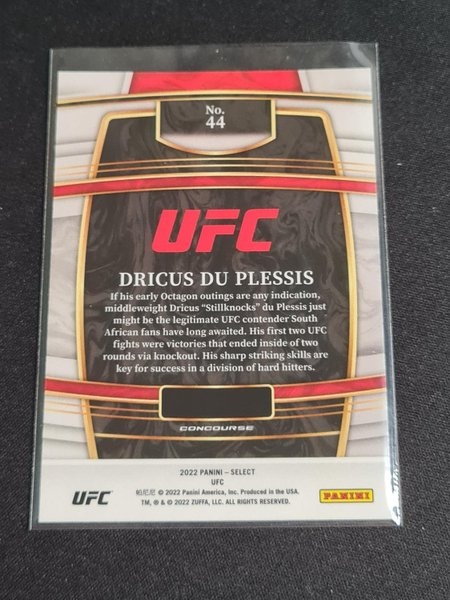 No.
44
UFC
DRICUS DU PLESSIS
If his early Octagon outings are any indication,
middleweight Dricus “Stillknocks” du Plessis just
might be the legitimate UFC contender South
African fans have long awaited. His first two UFC
fights were victories that ended inside of two
rounds via knockout. His sharp striking skills are
key for success in a division of hard hitters.
CONCOURSE
2022 PANINI – SELECT
UFC
UFC
帕尼尼 © 2022 Panini America, Inc. Produced in the USA.
TM, ® & © 2022 ZUFFA, LLC. ALL RIGHTS RESERVED.
PANINI